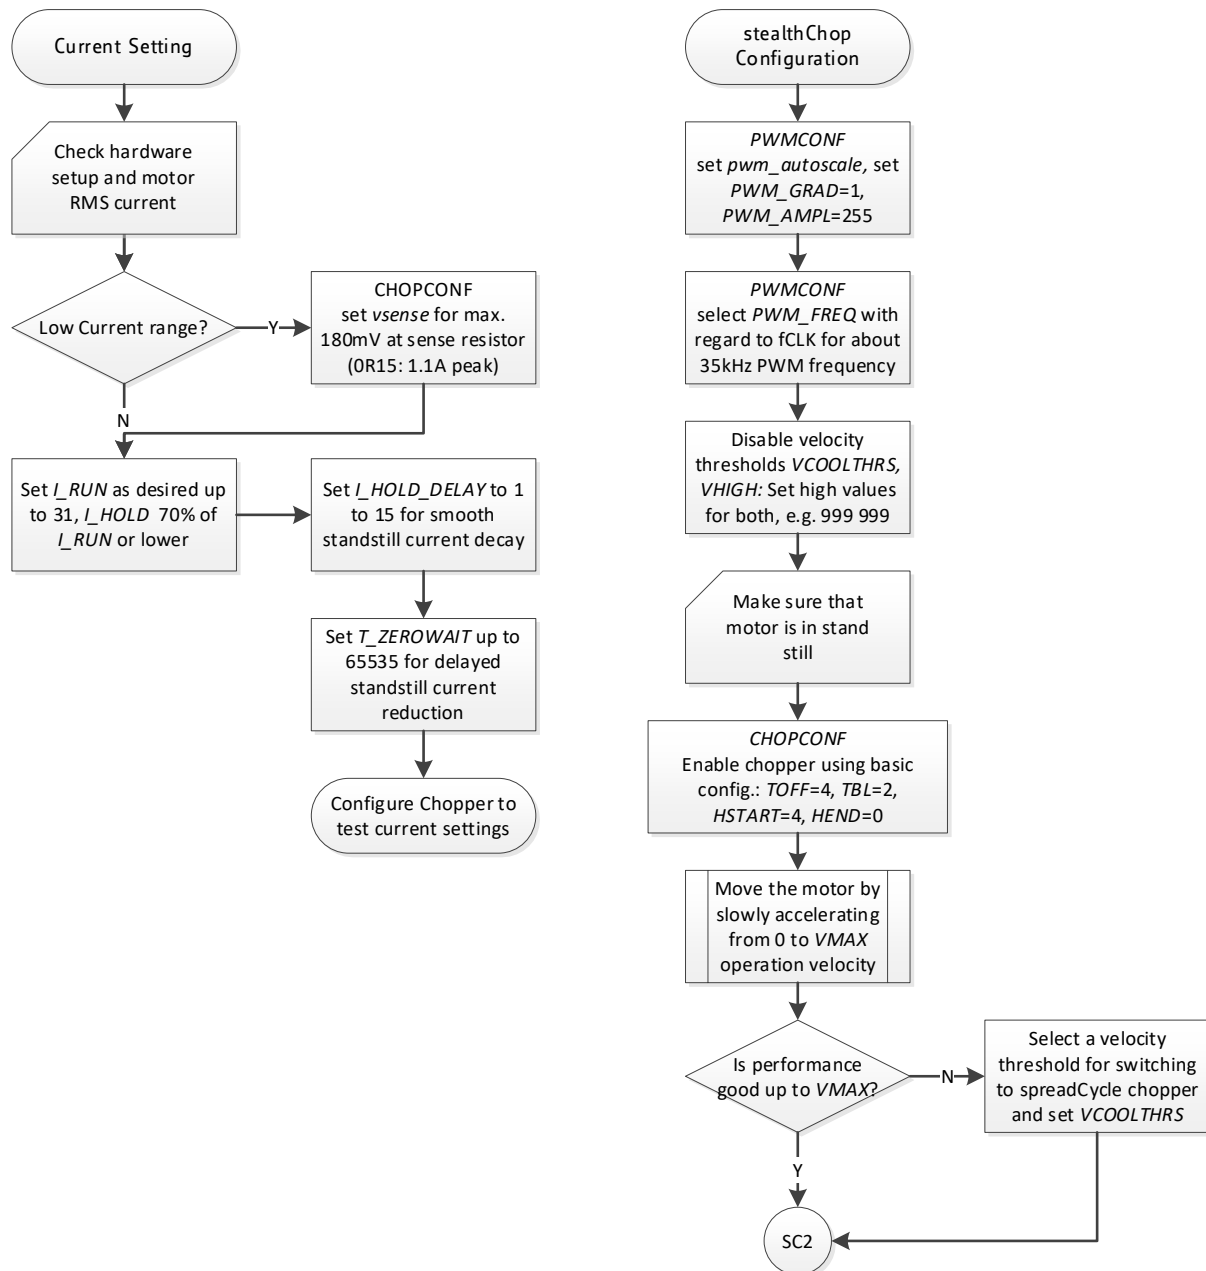 Current Setting
Check hardware
setup and motor
RMS current
Low Current range?
Y
CHOPCONF
set vsense for max.
180mV at sense resistor
(0R15: 1.1A peak)
N
Set I_RUN as desired up
to 31, I_HOLD 70% of
I_RUN or lower
Set I_HOLD_DELAY to 1
to 15 for smooth
standstill current decay
Set T_ZEROWAIT up to
65535 for delayed
standstill current
reduction
Configure Chopper to
test current settings
stealthChop
Configuration
PWMCONF
set pwm_autoscale, set
PWM_GRAD=1,
PWM_AMPL=255
PWMCONF
select PWM_FREQ with
regard to fCLK for about
35kHz PWM frequency
Disable velocity
thresholds VCOOLTHRS,
VHIGH: Set high values
for both, e.g. 999 999
Make sure that
motor is in stand
still
CHOPCONF
Enable chopper using basic
config.: TOFF=4, TBL=2,
HSTART=4, HEND=0
Move the motor by
slowly accelerating
from 0 to VMAX
operation velocity
Is performance
good up to VMAX?
N
Select a velocity
threshold for switching
to spreadCycle chopper
and set VCOOLTHRS
Y
SC2